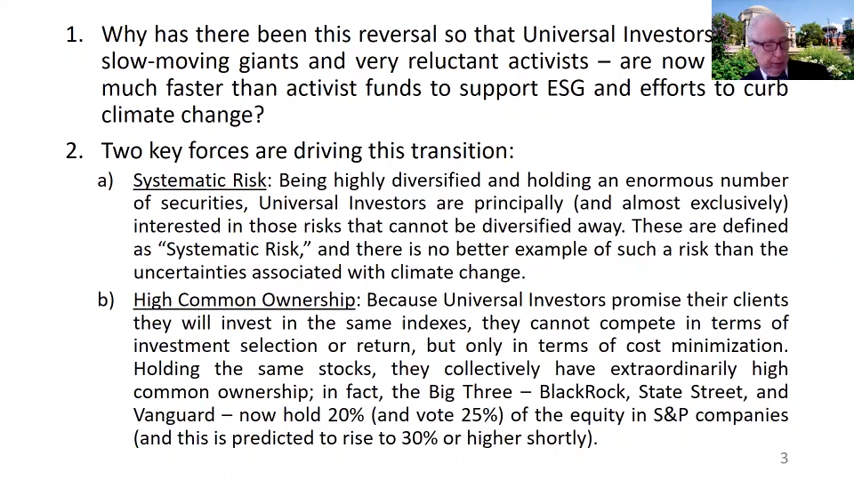 1. Why has there been this reversal so that Universal Investors
slow-moving giants and very reluctant activists – are now
much faster than activist funds to support ESG and efforts to curb
climate change?
2. Two key forces are driving this transition:
a) Systematic Risk: Being highly diversified and holding an enormous number
of securities, Universal Investors are principally (and almost exclusively)
interested in those risks that cannot be diversified away. These are defined
as “Systematic Risk,” and there is no better example of such a risk than the
uncertainties associated with climate change.
b) High Common Ownership: Because Universal Investors promise their clients
they will invest in the same indexes, they cannot compete in terms of
investment selection or return, but only in terms of cost minimization.
Holding the same stocks, they collectively have extraordinarily high
common ownership; in fact, the Big Three – BlackRock, State Street, and
Vanguard – now hold 20% (and vote 25%) of the equity in S&P companies
(and this is predicted to rise to 30% or higher shortly).
3